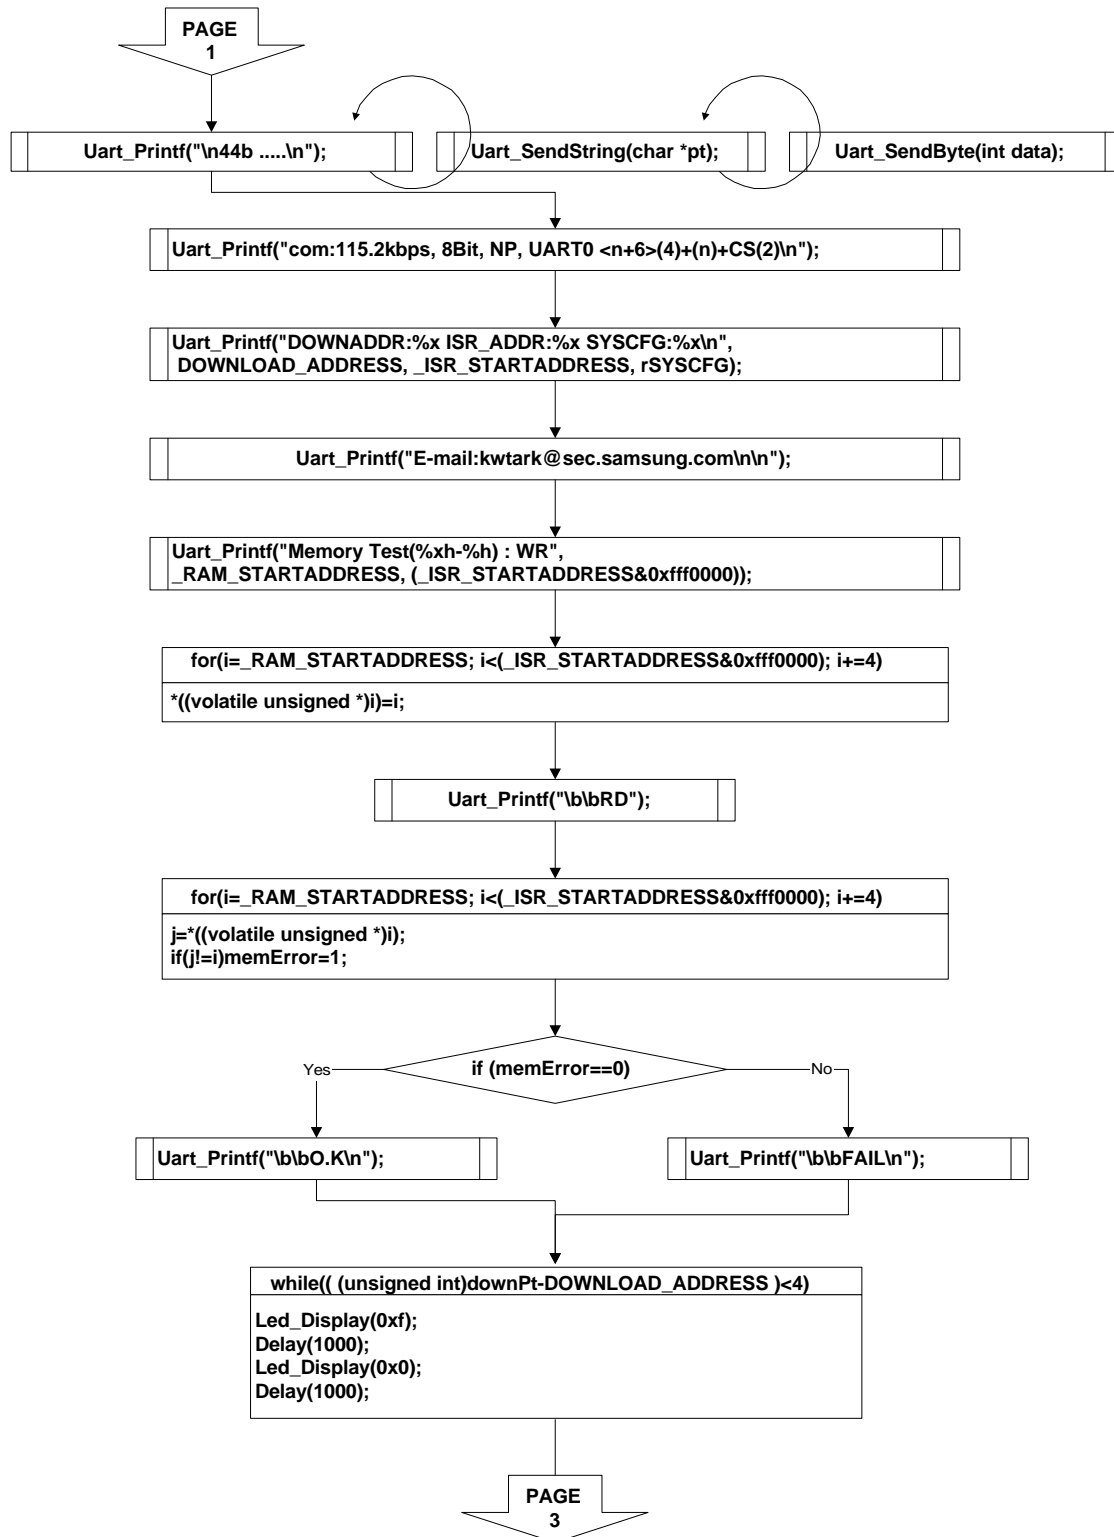 PAGE
1
Uart_Printf("\n44b .....\n");
Uart_SendString(char *pt);
Uart_SendByte(int data);
Uart_Printf("com:115.2kbps, 8Bit, NP, UART0 <n+6>(4)+(n)+CS(2)\n");
Uart_Printf("DOWNADDR:%x ISR_ADDR:%x SYSCFG:%x\n",
DOWNLOAD_ADDRESS, _ISR_STARTADDRESS, rSYSCFG);
Uart_Printf("E-mail:kwtark@sec.samsung.com\n\n");
Uart_Printf("Memory Test(%xh-%h) : WR",
_RAM_STARTADDRESS, (_ISR_STARTADDRESS&0xfff0000));
for(i=_RAM_STARTADDRESS; i<(_ISR_STARTADDRESS&0xfff0000); i+=4)
*((volatile unsigned *)i)=i;
Uart_Printf("\b\bRD");
for(i=_RAM_STARTADDRESS; i<(_ISR_STARTADDRESS&0xfff0000); i+=4)
j=*((volatile unsigned *)i);
if(j!=i)memError=1;
if (memError==0)
Yes
No
Uart_Printf("\b\bO.K\n");
Uart_Printf("\b\bFAIL\n");
while(( (unsigned int)downPt-DOWNLOAD_ADDRESS )<4)
Led_Display(0xf);
Delay(1000);
Led_Display(0x0);
Delay(1000);
PAGE
3